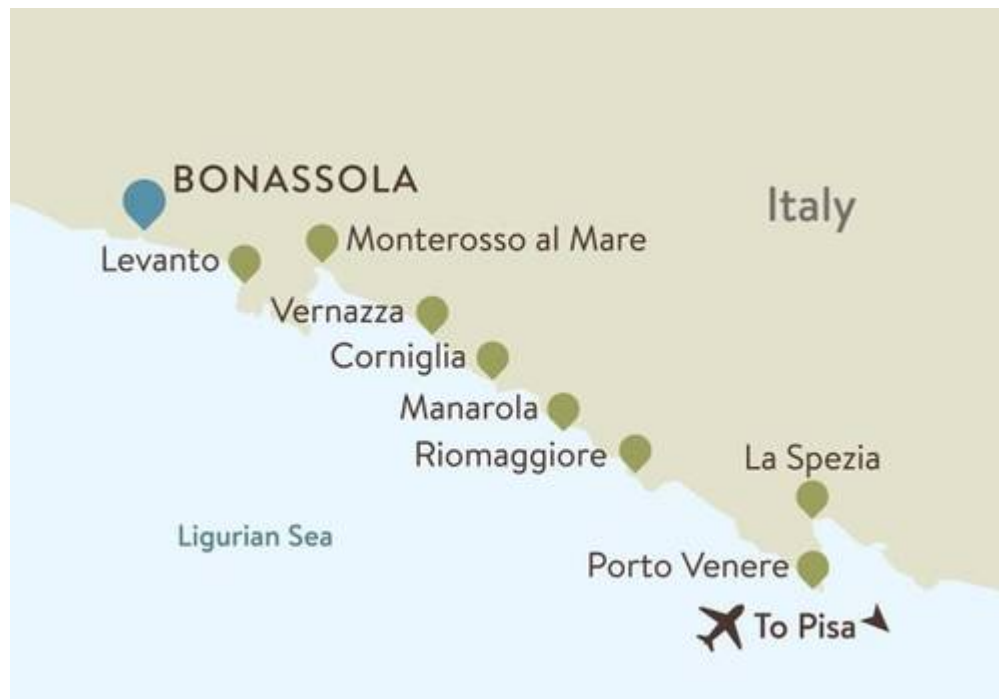 BONASSOLA
Italy
Levanto
Monterosso al Mare
Vernazza
Corniglia
Manarola
Riomaggiore
La Spezia
Ligurian Sea
Porto Venere
To Pisa